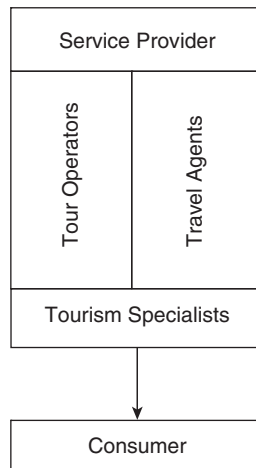 Service Provider
Tour Operators
Travel Agents
Tourism Specialists
Consumer